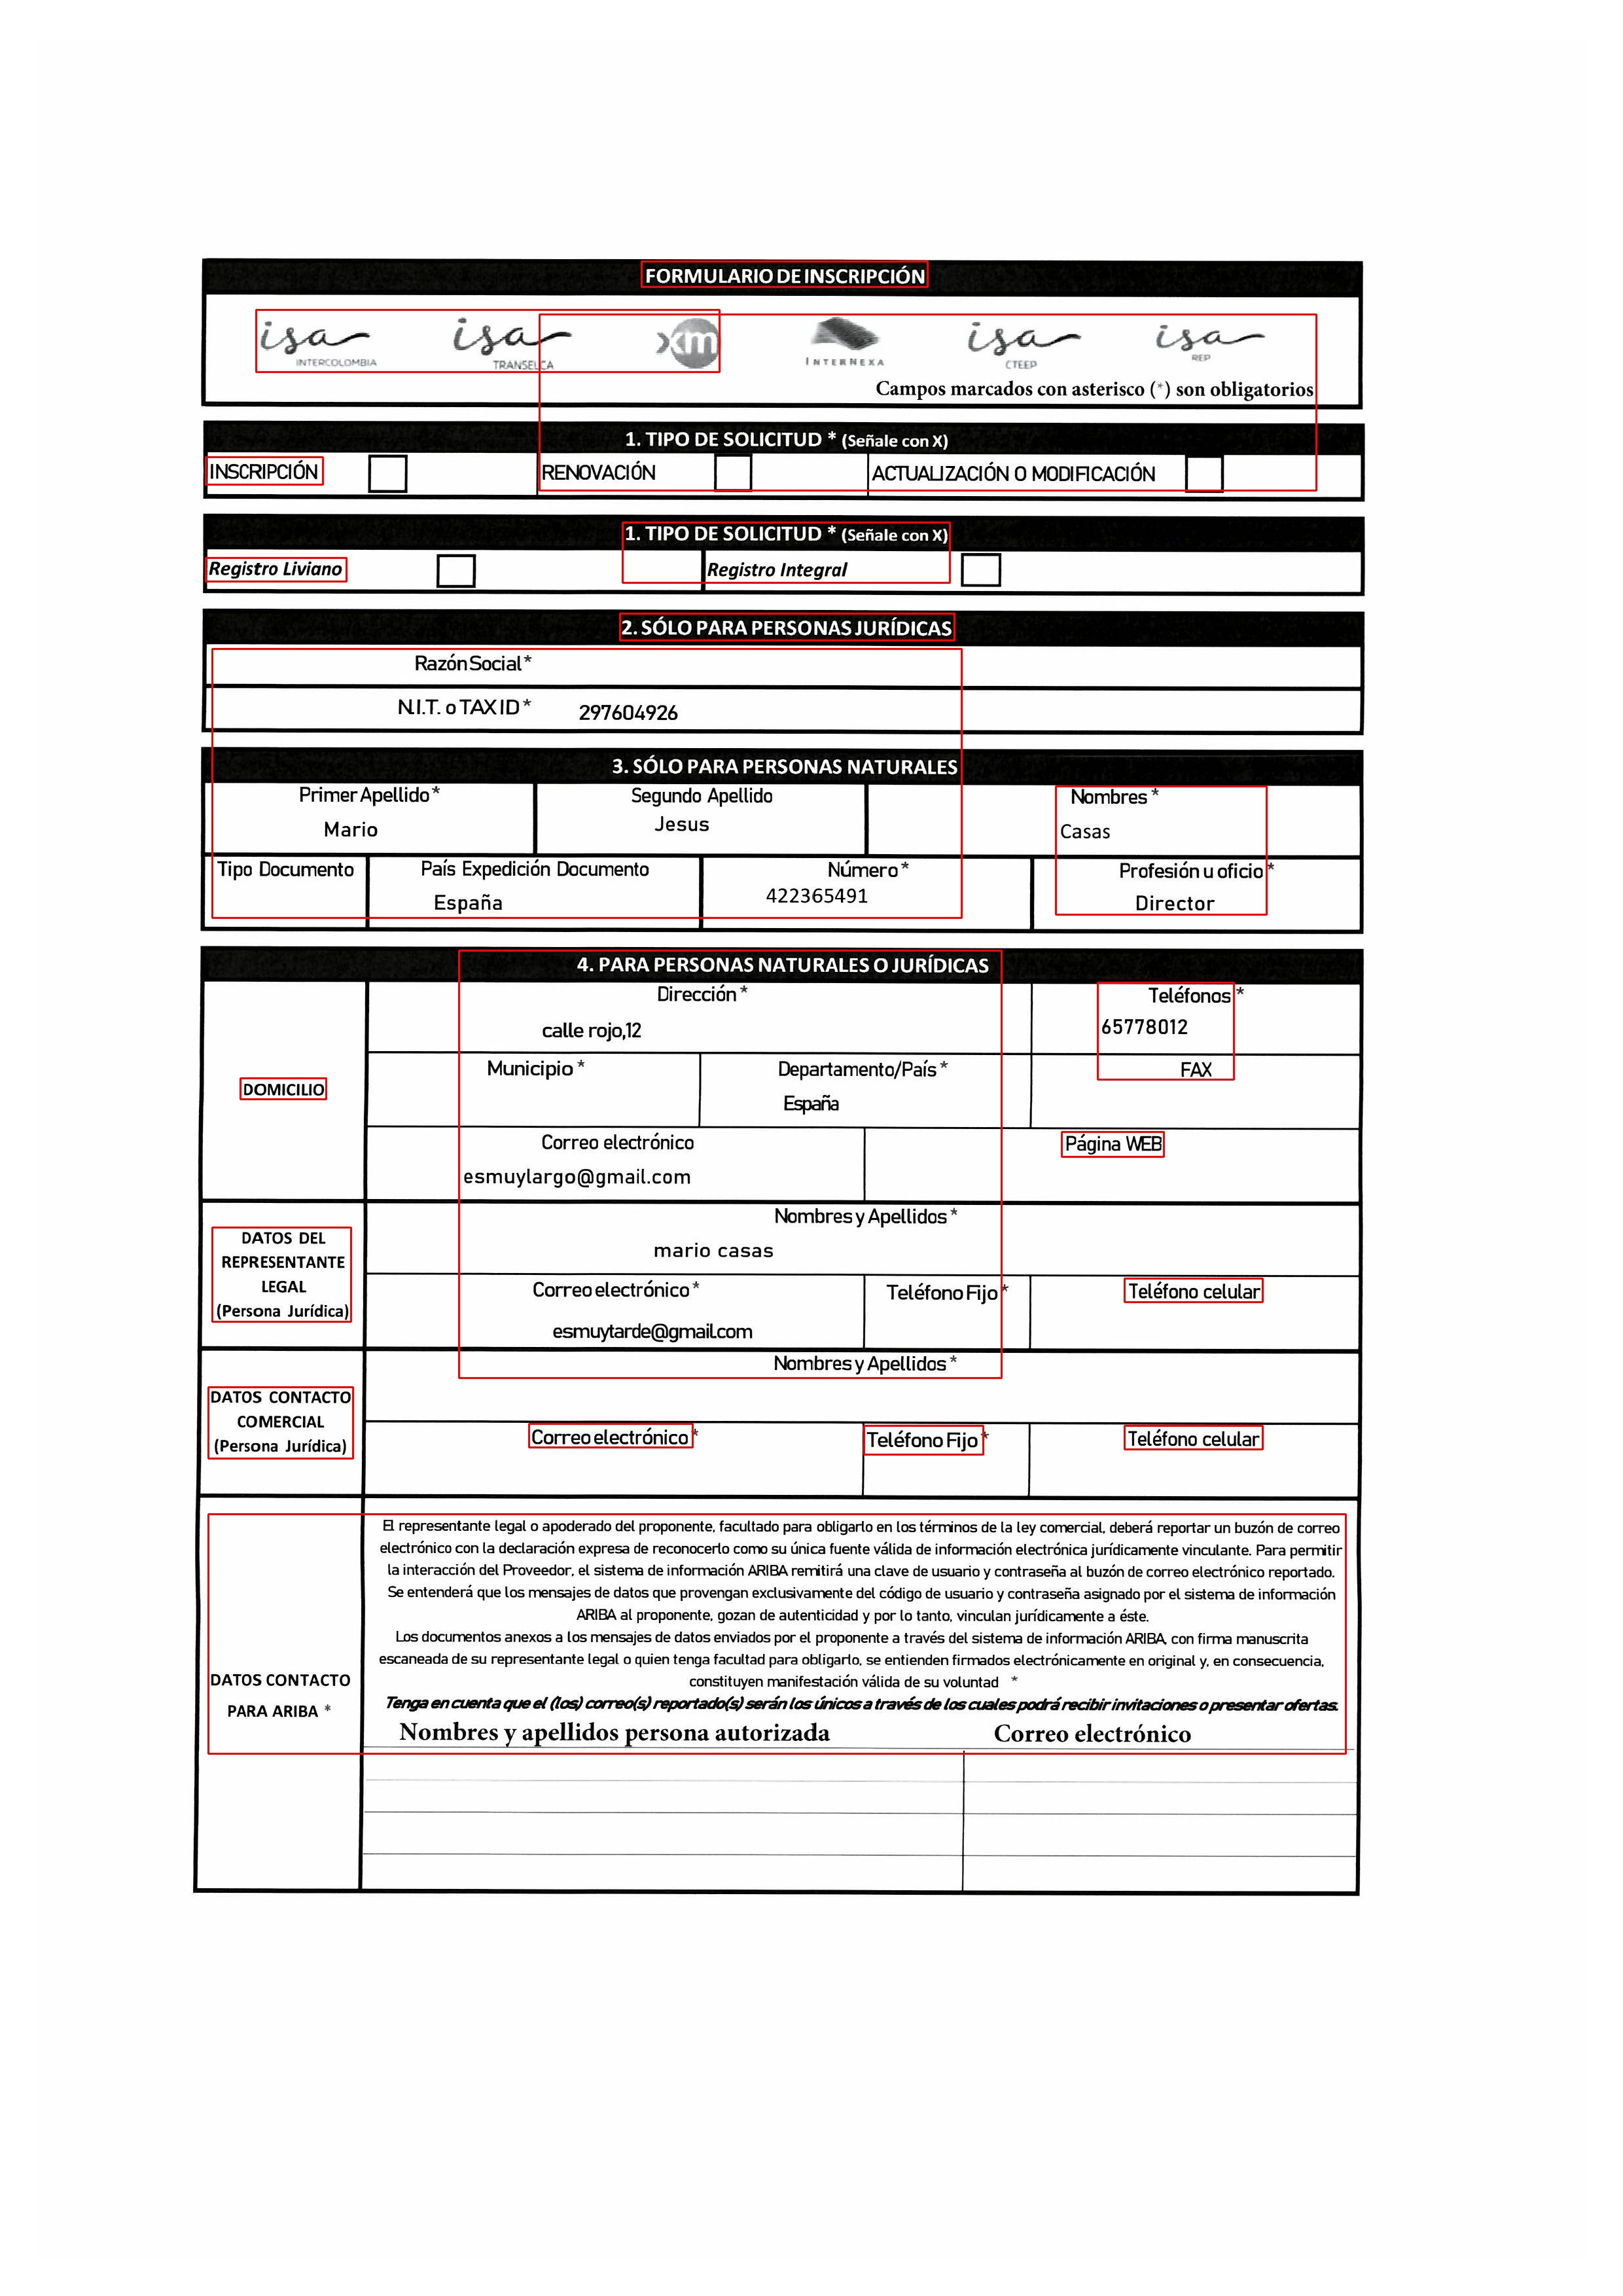 FORMULARIO DE INSCRIPCIÓN
isa isa xm isa isa
INTERCOLOMBIA TRANSELCA INTERNEXA CTEEP REP
Campos marcados con asterisco (*) son obligatorios
1. TIPO DE SOLICITUD * (Señale con X)
INSCRIPCIÓN RENOVACIÓN ACTUALIZACIÓN O MODIFICACIÓN
1. TIPO DE SOLICITUD * (Señale con X)
Registro Liviano Registro Integral
2. SÓLO PARA PERSONAS JURÍDICAS
Razón Social *
N.I.T. o TAX ID * 297604926
3. SÓLO PARA PERSONAS NATURALES
Primer Apellido * Segundo Apellido Nombres *
Mario Jesus Casas
Tipo Documento País Expedición Documento Número * Profesión u oficio *
España 422365491 Director
4. PARA PERSONAS NATURALES O JURÍDICAS
Dirección * Teléfonos *
calle rojo,12 65778012
Municipio * Departamento/País * FAX
DOMICILIO
España
Correo electrónico Página WEB
esmuylargo@gmail.com
Nombres y Apellidos *
DATOS DEL
REPRESENTANTE
LEGAL
(Persona Jurídica)
mario casas
Correo electrónico * Teléfono Fijo * Teléfono celular
esmuytarde@gmail.com
Nombres y Apellidos *
DATOS CONTACTO
COMERCIAL
(Persona Jurídica)
Correo electrónico * Teléfono Fijo * Teléfono celular
El representante legal o apoderado del proponente, facultado para obligarlo en los términos de la ley comercial, deberá reportar un buzón de correo
electrónico con la declaración expresa de reconocerlo como su única fuente válida de información electrónica jurídicamente vinculante. Para permitir
la interacción del Proveedor, el sistema de información ARIBA remitirá una clave de usuario y contraseña al buzón de correo electrónico reportado.
Se entenderá que los mensajes de datos que provengan exclusivamente del código de usuario y contraseña asignado por el sistema de información
ARIBA al proponente, gozan de autenticidad y por lo tanto, vinculan jurídicamente a éste.
Los documentos anexos a los mensajes de datos enviados por el proponente a través del sistema de información ARIBA, con firma manuscrita
escaneada de su representante legal o quien tenga facultad para obligarlo, se entienden firmados electrónicamente en original y, en consecuencia,
constituyen manifestación válida de su voluntad *
DATOS CONTACTO
PARA ARIBA *
Tenga en cuenta que el (los) correo(s) reportado(s) serán los únicos a través de los cuales podrá recibir invitaciones o presentar ofertas.
Nombres y apellidos persona autorizada Correo electrónico